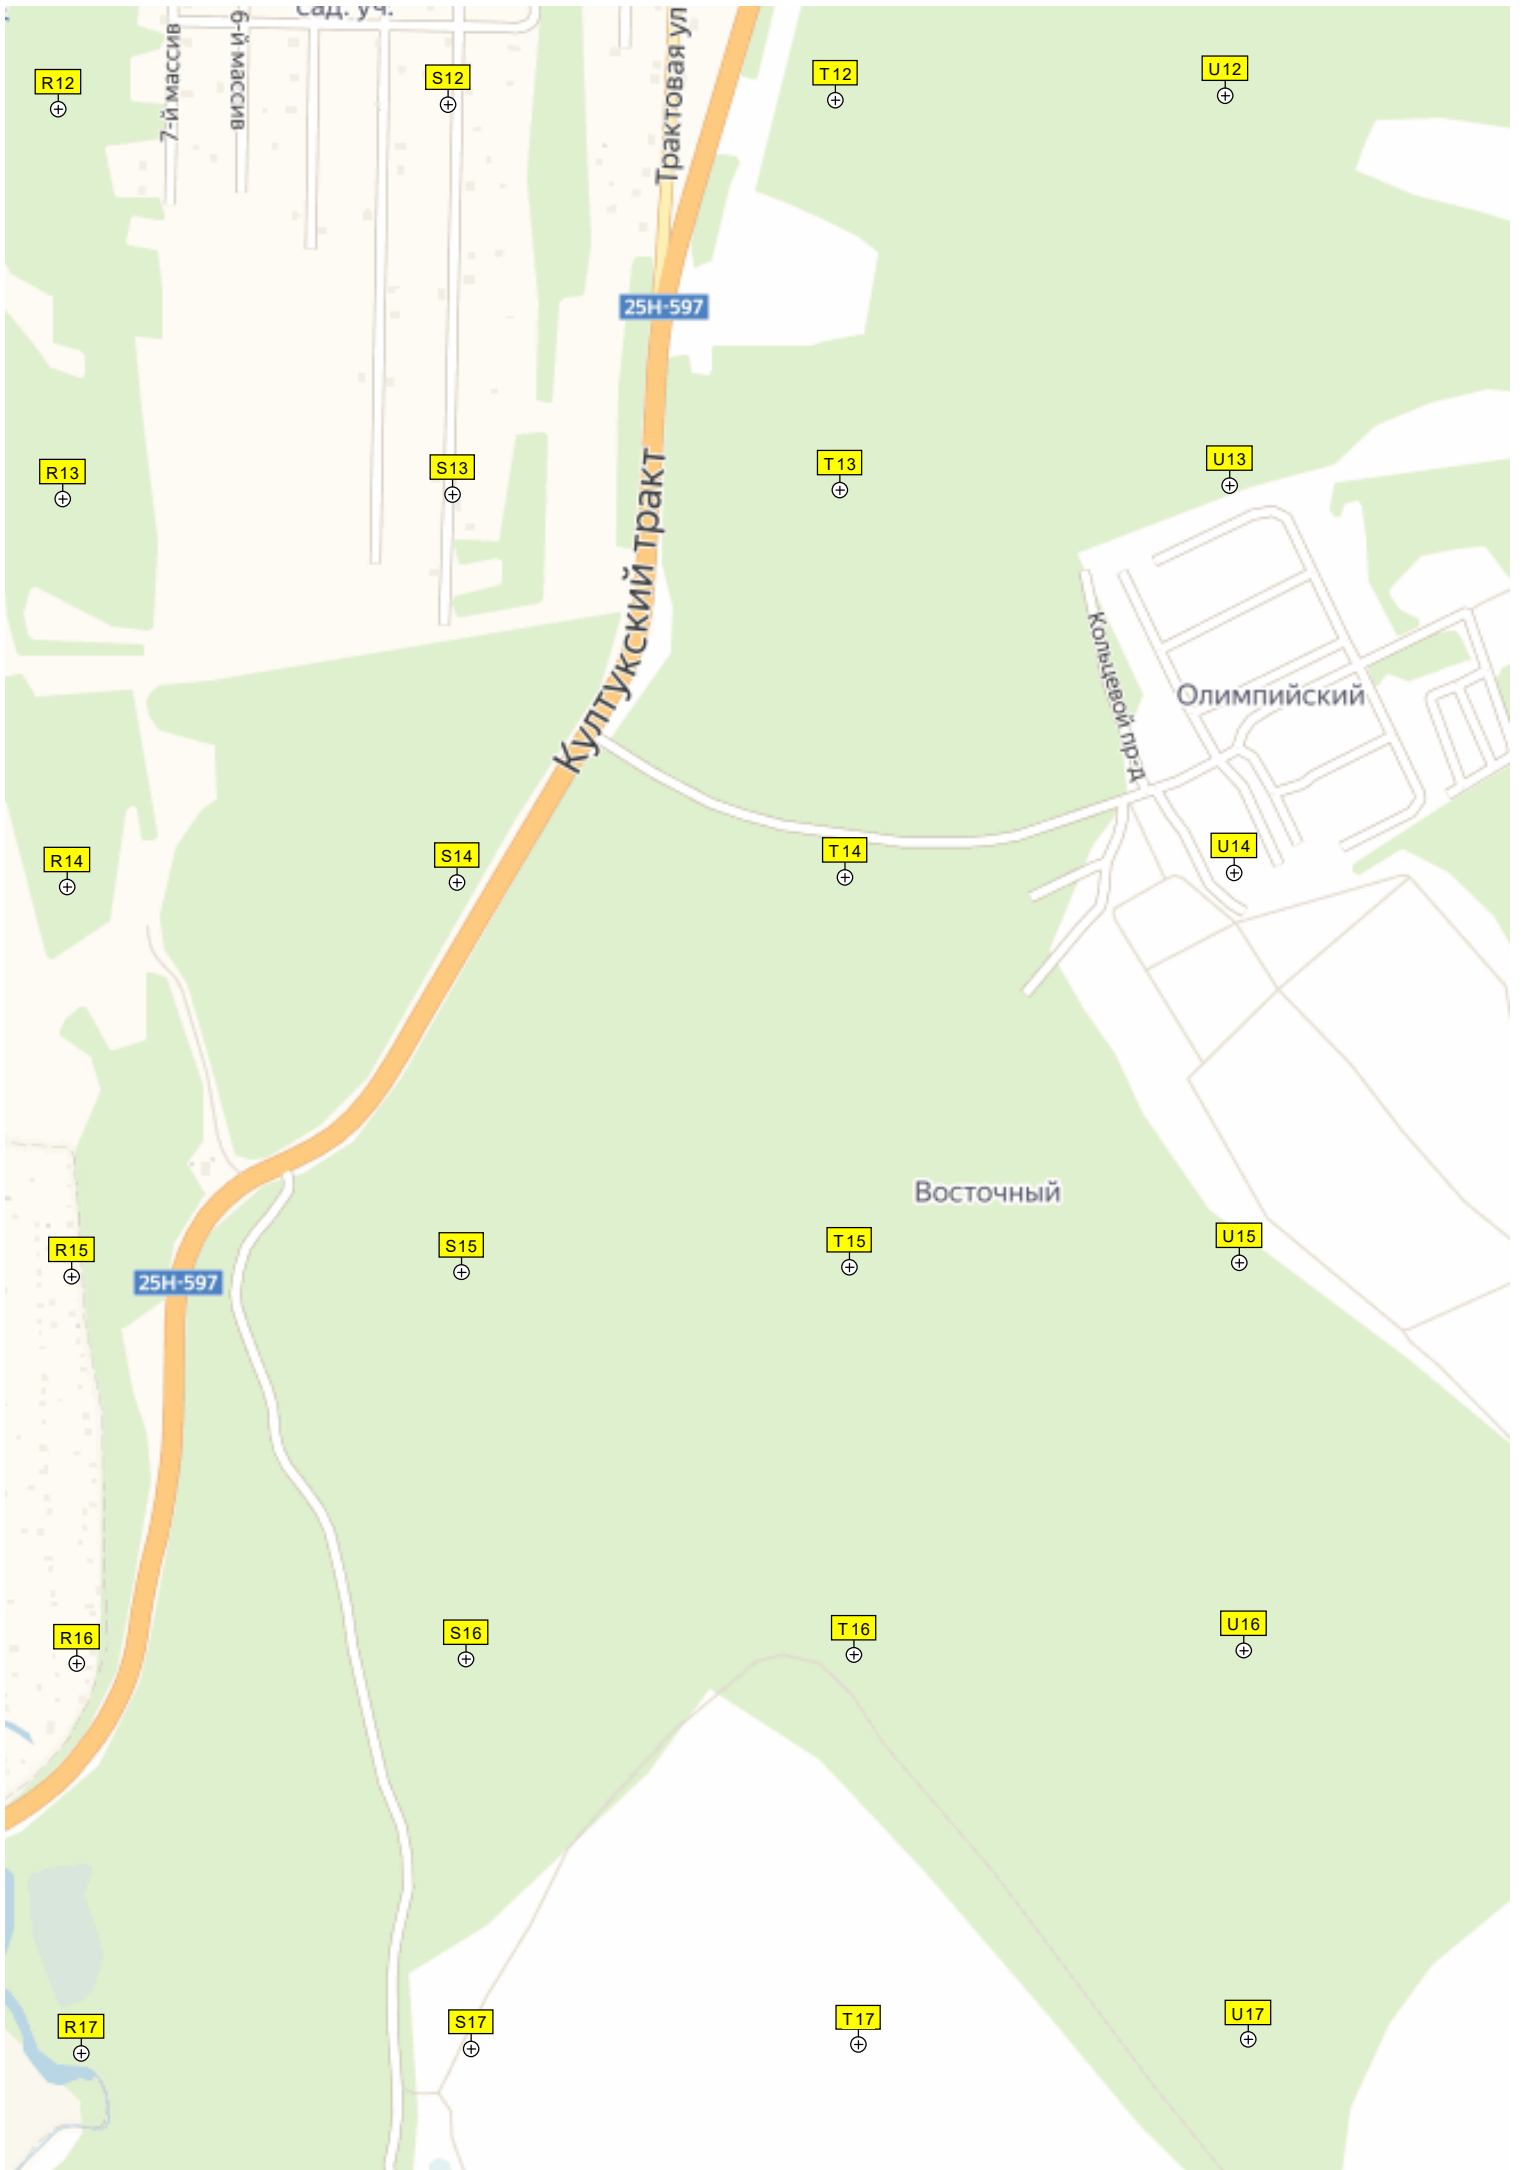 сад. уч.
7-й массив
9-й массив
Трактовая ул
R12
S12
T12
U12
25Н-597
R13
S13
T13
U13
Култукский тракт
Кольцевой пр-д
Олимпийский
R14
S14
T14
U14
Восточный
R15
S15
T15
U15
25Н-597
R16
S16
T16
U16
R17
S17
T17
U17